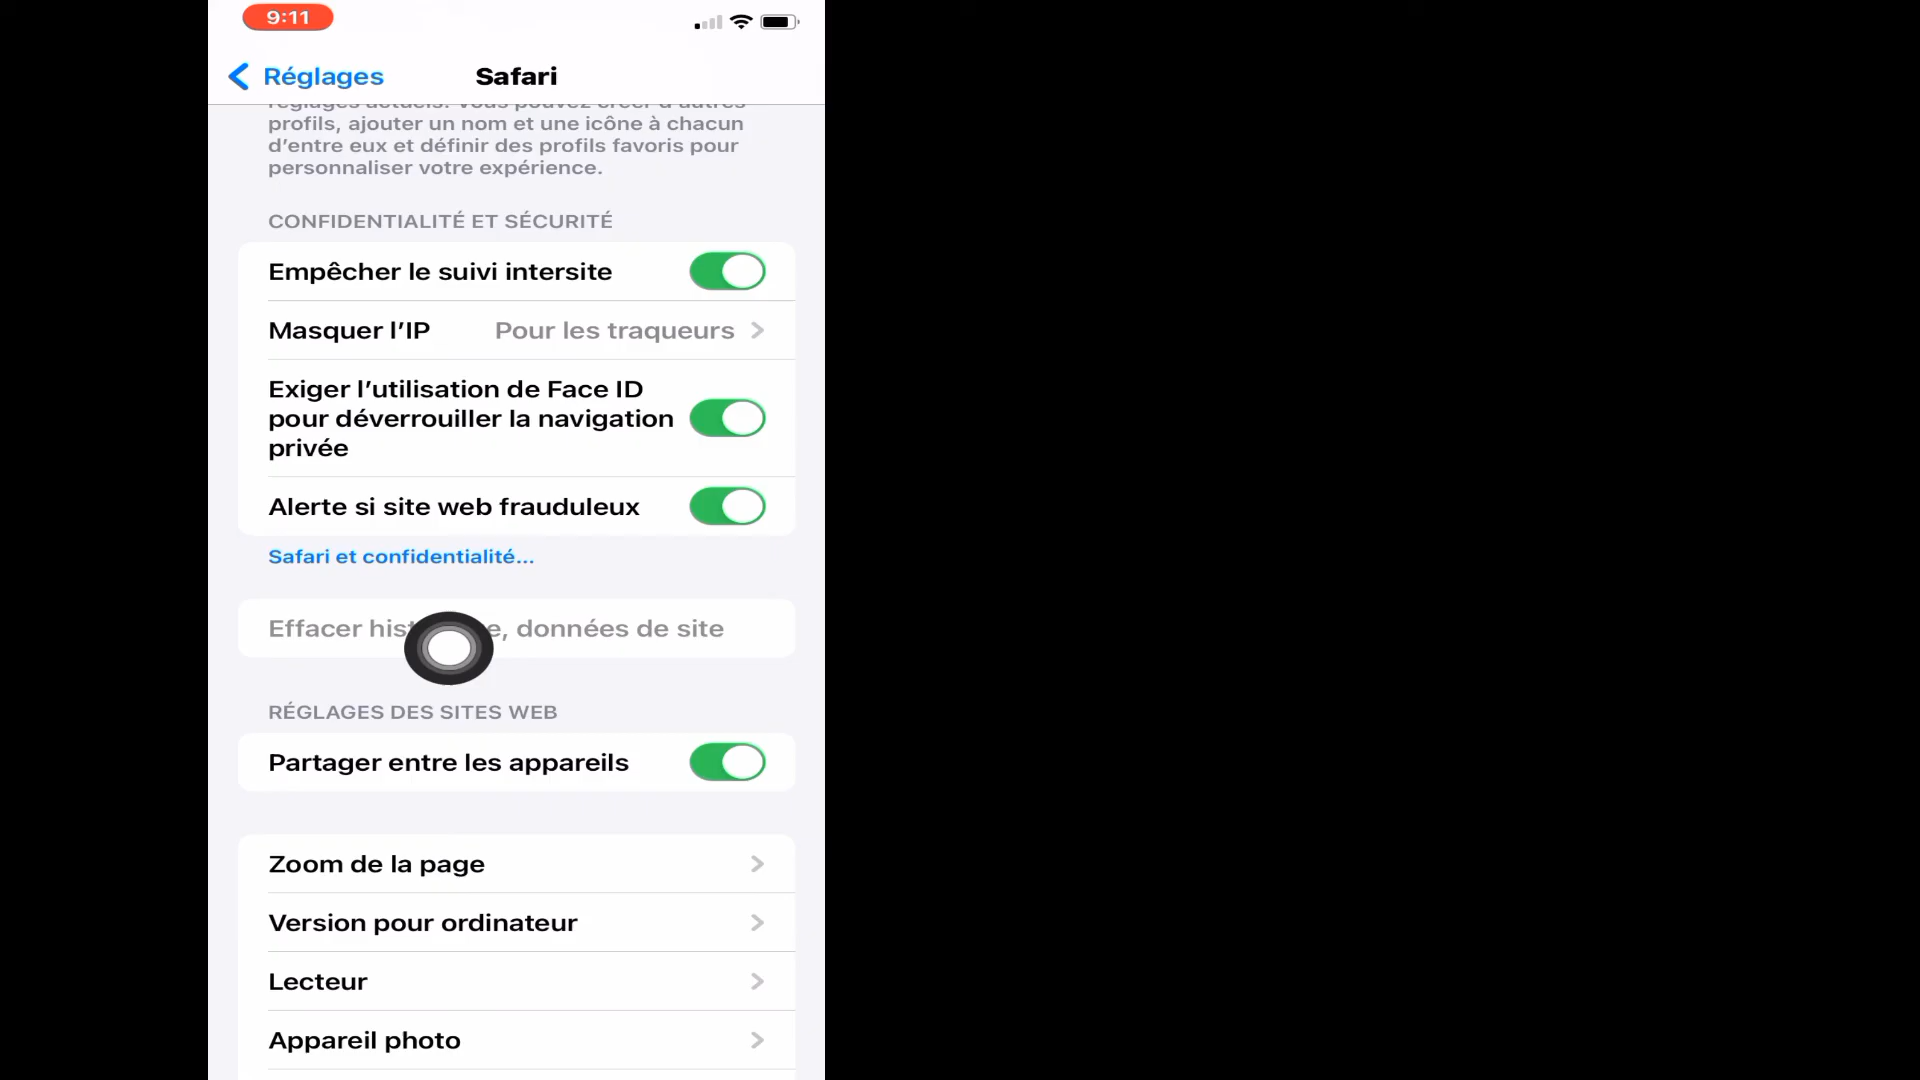 9:11
Réglages
Safari
réglages actuels. Vous pouvez créer d'autres
profils, ajouter un nom et une icône à chacun
d’entre eux et définir des profils favoris pour
personnaliser votre expérience.
CONFIDENTIALITÉ ET SÉCURITÉ
Empêcher le suivi intersite
Masquer l’IP Pour les traqueurs
Exiger l’utilisation de Face ID
pour déverrouiller la navigation
privée
Alerte si site web frauduleux
Safari et confidentialité...
Effacer données de site
RÉGLAGES DES SITES WEB
Partager entre les appareils
Zoom de la page
Version pour ordinateur
Lecteur
Appareil photo